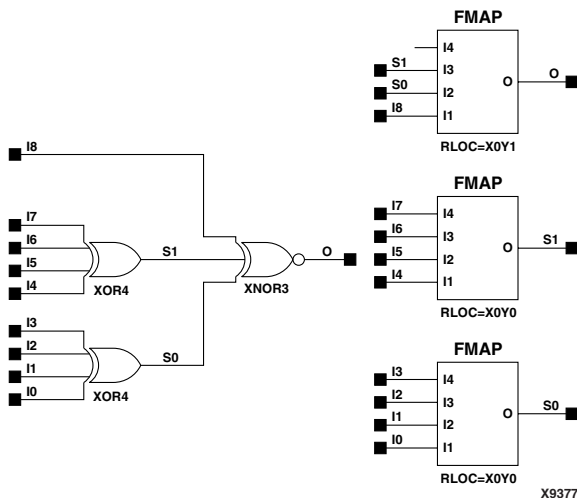 I8
I7
I6
I5
I4
S1
XOR4
I3
I2
I1
I0
S0
XOR4
O
XNOR3
FMAP
I4
S1 I3
S0 I2
I8 I1
O O
RLOC=X0Y1
FMAP
I7 I4
I6 I3
I5 I2
I4 I1
O S1
RLOC=X0Y0
FMAP
I3 I4
I2 I3
I1 I2
I0 I1
O S0
RLOC=X0Y0
X9377